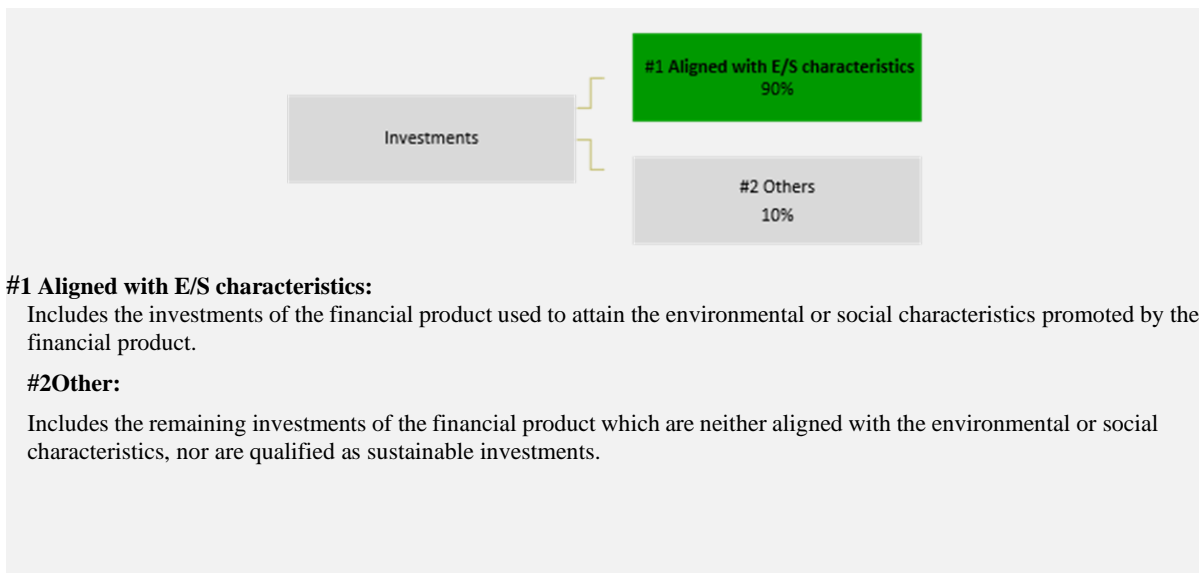 #1 Aligned with E/S characteristics
90%
Investments
#2 Others
10%
#1 Aligned with E/S characteristics:
Includes the investments of the financial product used to attain the environmental or social characteristics promoted by the
financial product.
#2Other:
Includes the remaining investments of the financial product which are neither aligned with the environmental or social
characteristics, nor are qualified as sustainable investments.